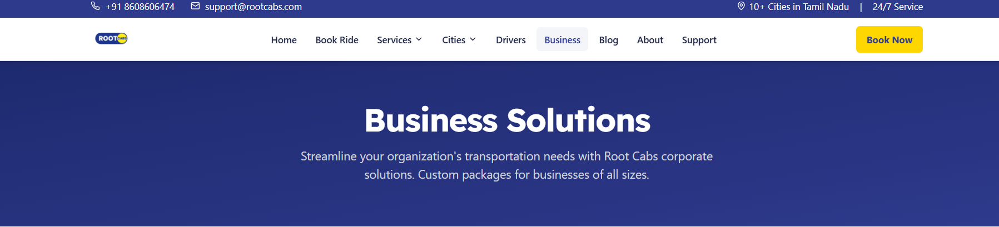 +91 8608606474 support@rootcabs.com 10+ Cities in Tamil Nadu | 24/7 Service
ROOT CABS Home Book Ride Services Cities Drivers Business Blog About Support Book Now
Business Solutions
Streamline your organization's transportation needs with Root Cabs corporate
solutions. Custom packages for businesses of all sizes.